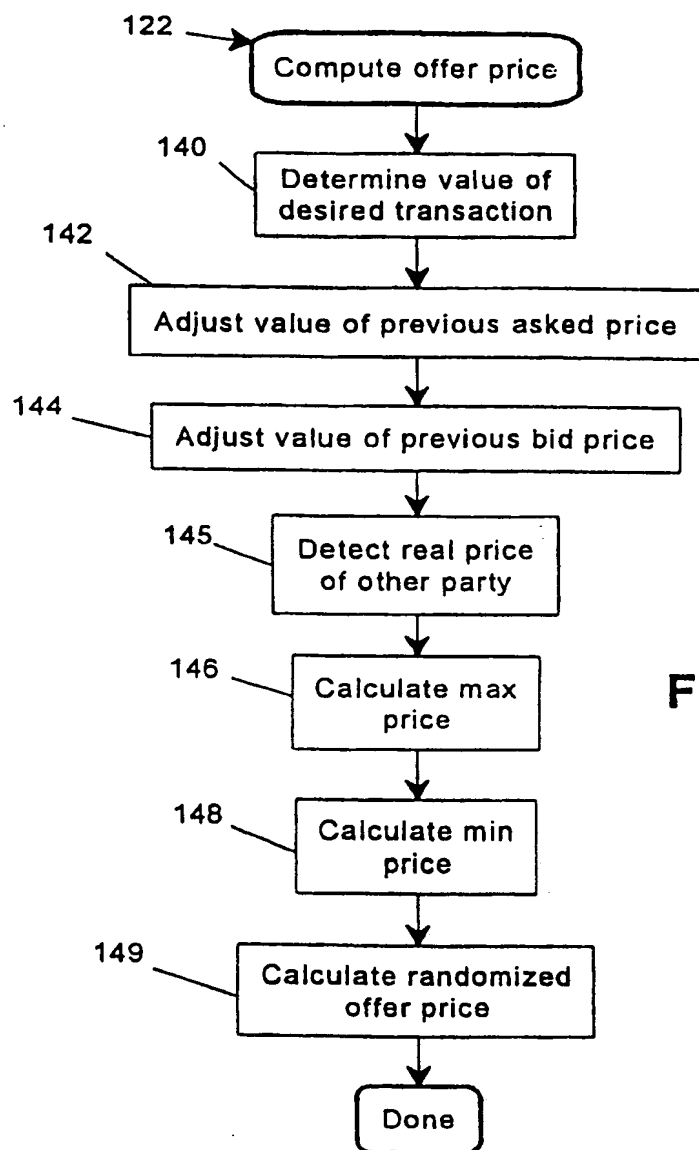 122
Compute offer price
140
Determine value of
desired transaction
142
Adjust value of previous asked price
144
Adjust value of previous bid price
145
Detect real price
of other party
146
Calculate max
price
F
148
Calculate min
price
149
Calculate randomized
offer price
Done